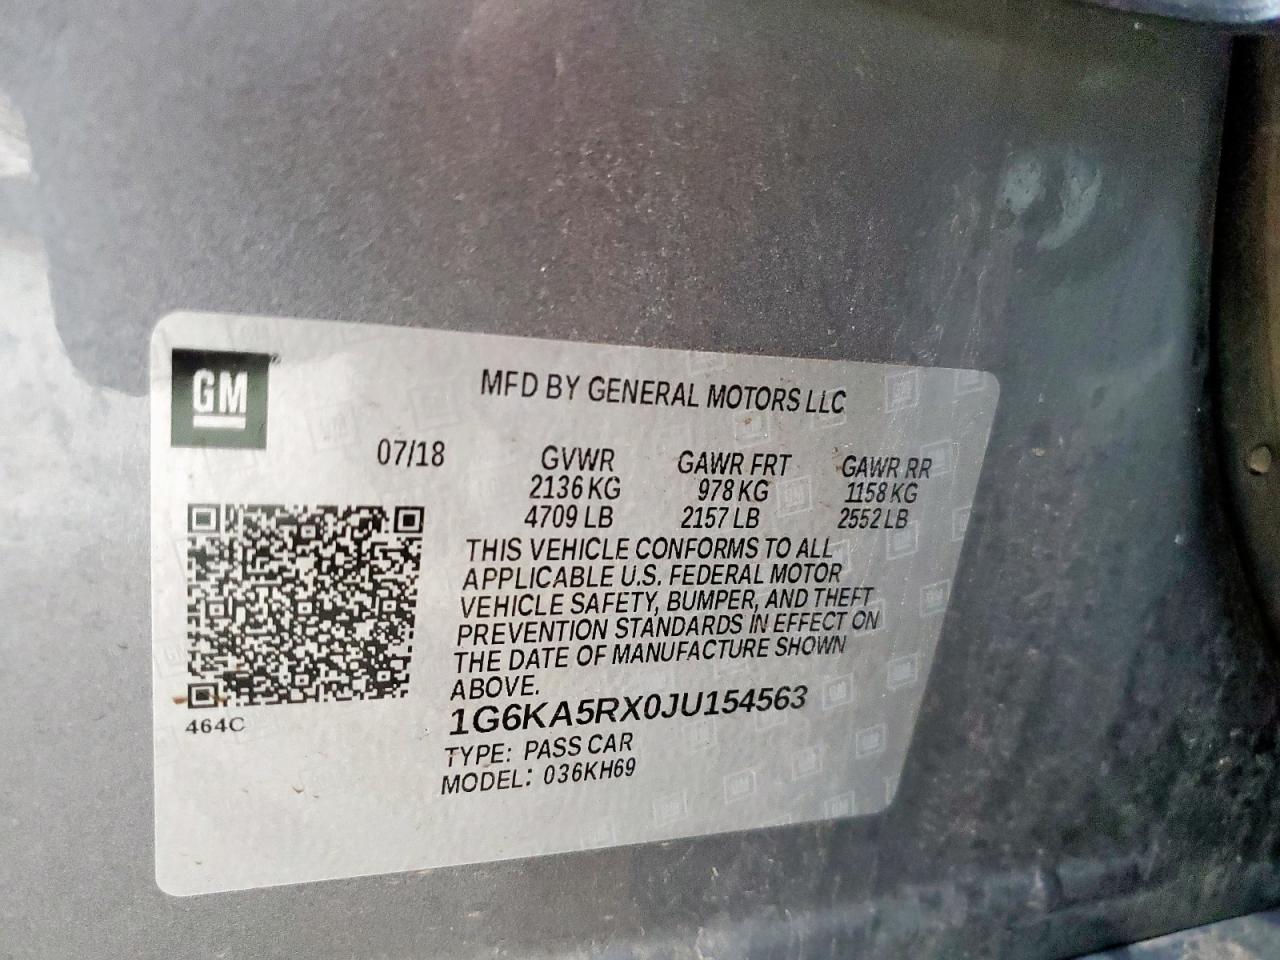 GM
MFD BY GENERAL MOTORS LLC
07/18 GVWR GAWR FRT GAWR RR
2136 KG 978 KG 1158 KG
4709 LB 2157 LB 2552 LB
THIS VEHICLE CONFORMS TO ALL
APPLICABLE U.S. FEDERAL MOTOR
VEHICLE SAFETY, BUMPER, AND THEFT
PREVENTION STANDARDS IN EFFECT ON
THE DATE OF MANUFACTURE SHOWN
ABOVE.
464C
1G6KA5RX0JU154563
TYPE: PASS CAR
MODEL: 036KH69